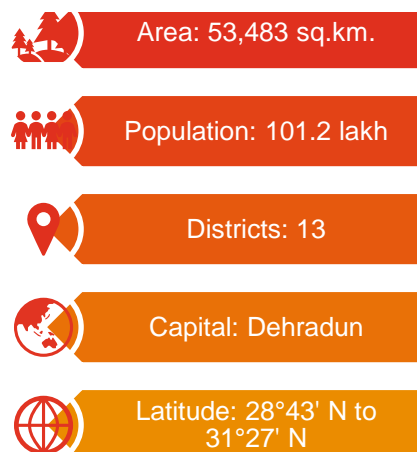 Area: 53,483 sq.km.
Population: 101.2 lakh
Districts: 13
Capital: Dehradun
Latitude: 28°43' N to
31°27' N